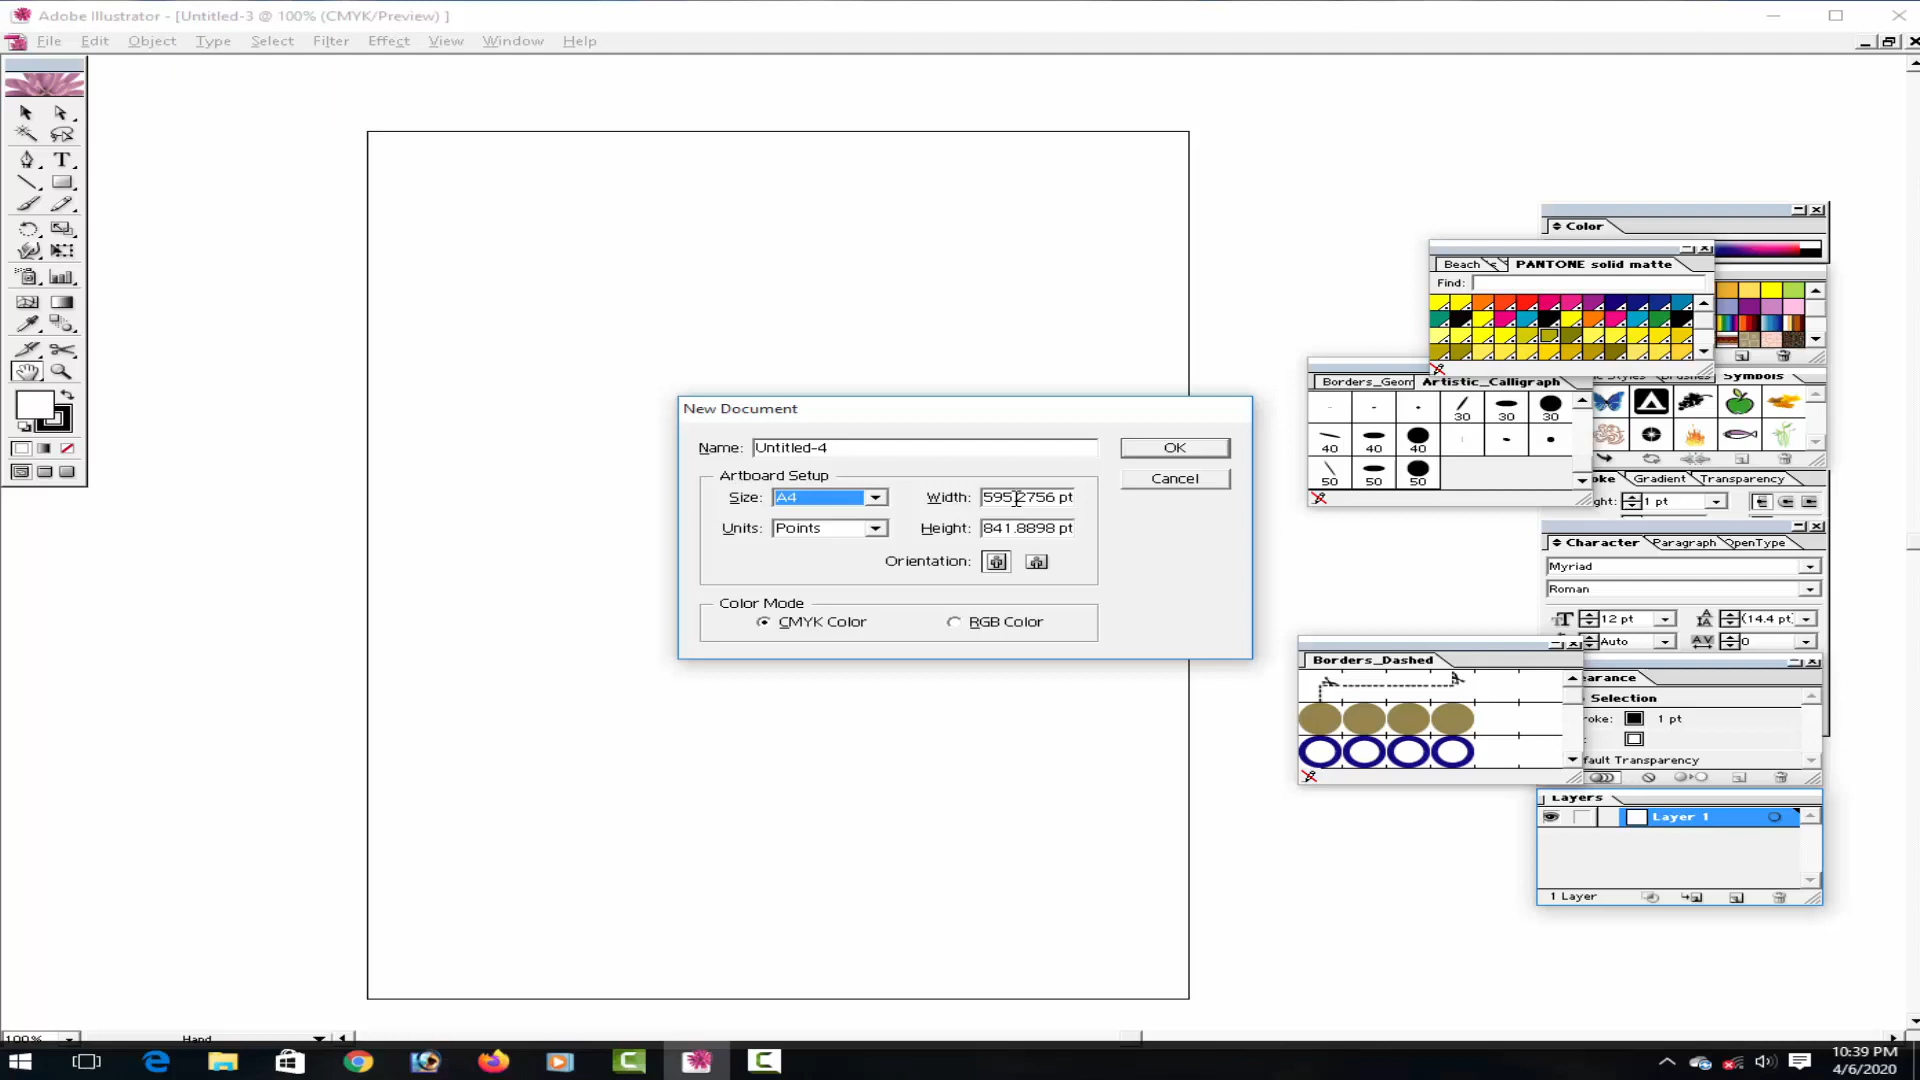 Adobe Illustrator - [Untitled-3 @ 100% (CMYK/Preview) ]
File Edit Object Type Select Filter Effect View Window Help
Color
Beach PANTONE solid matte
Find:
Borders_Geor Artistic_Calligraph
Symbols
30 30 30
40 40 40
50 50 50
Gradient Transparency
1 pt
New Document
Name: Untitled-4
OK
Artboard Setup
Cancel
Size: A4
Width: 595.2756 pt
Units: Points
Height: 841.8898 pt
Orientation:
Color Mode
CMYK Color
RGB Color
Character Paragraph OpenType
Myriad
Roman
12 pt (14.4 pt)
Auto 0
Borders_Dashed
earance
Selection
roke: 1 pt
fault Transparency
Layers
Layer 1
1 Layer
100% Hand
10:39 PM
4/6/2020